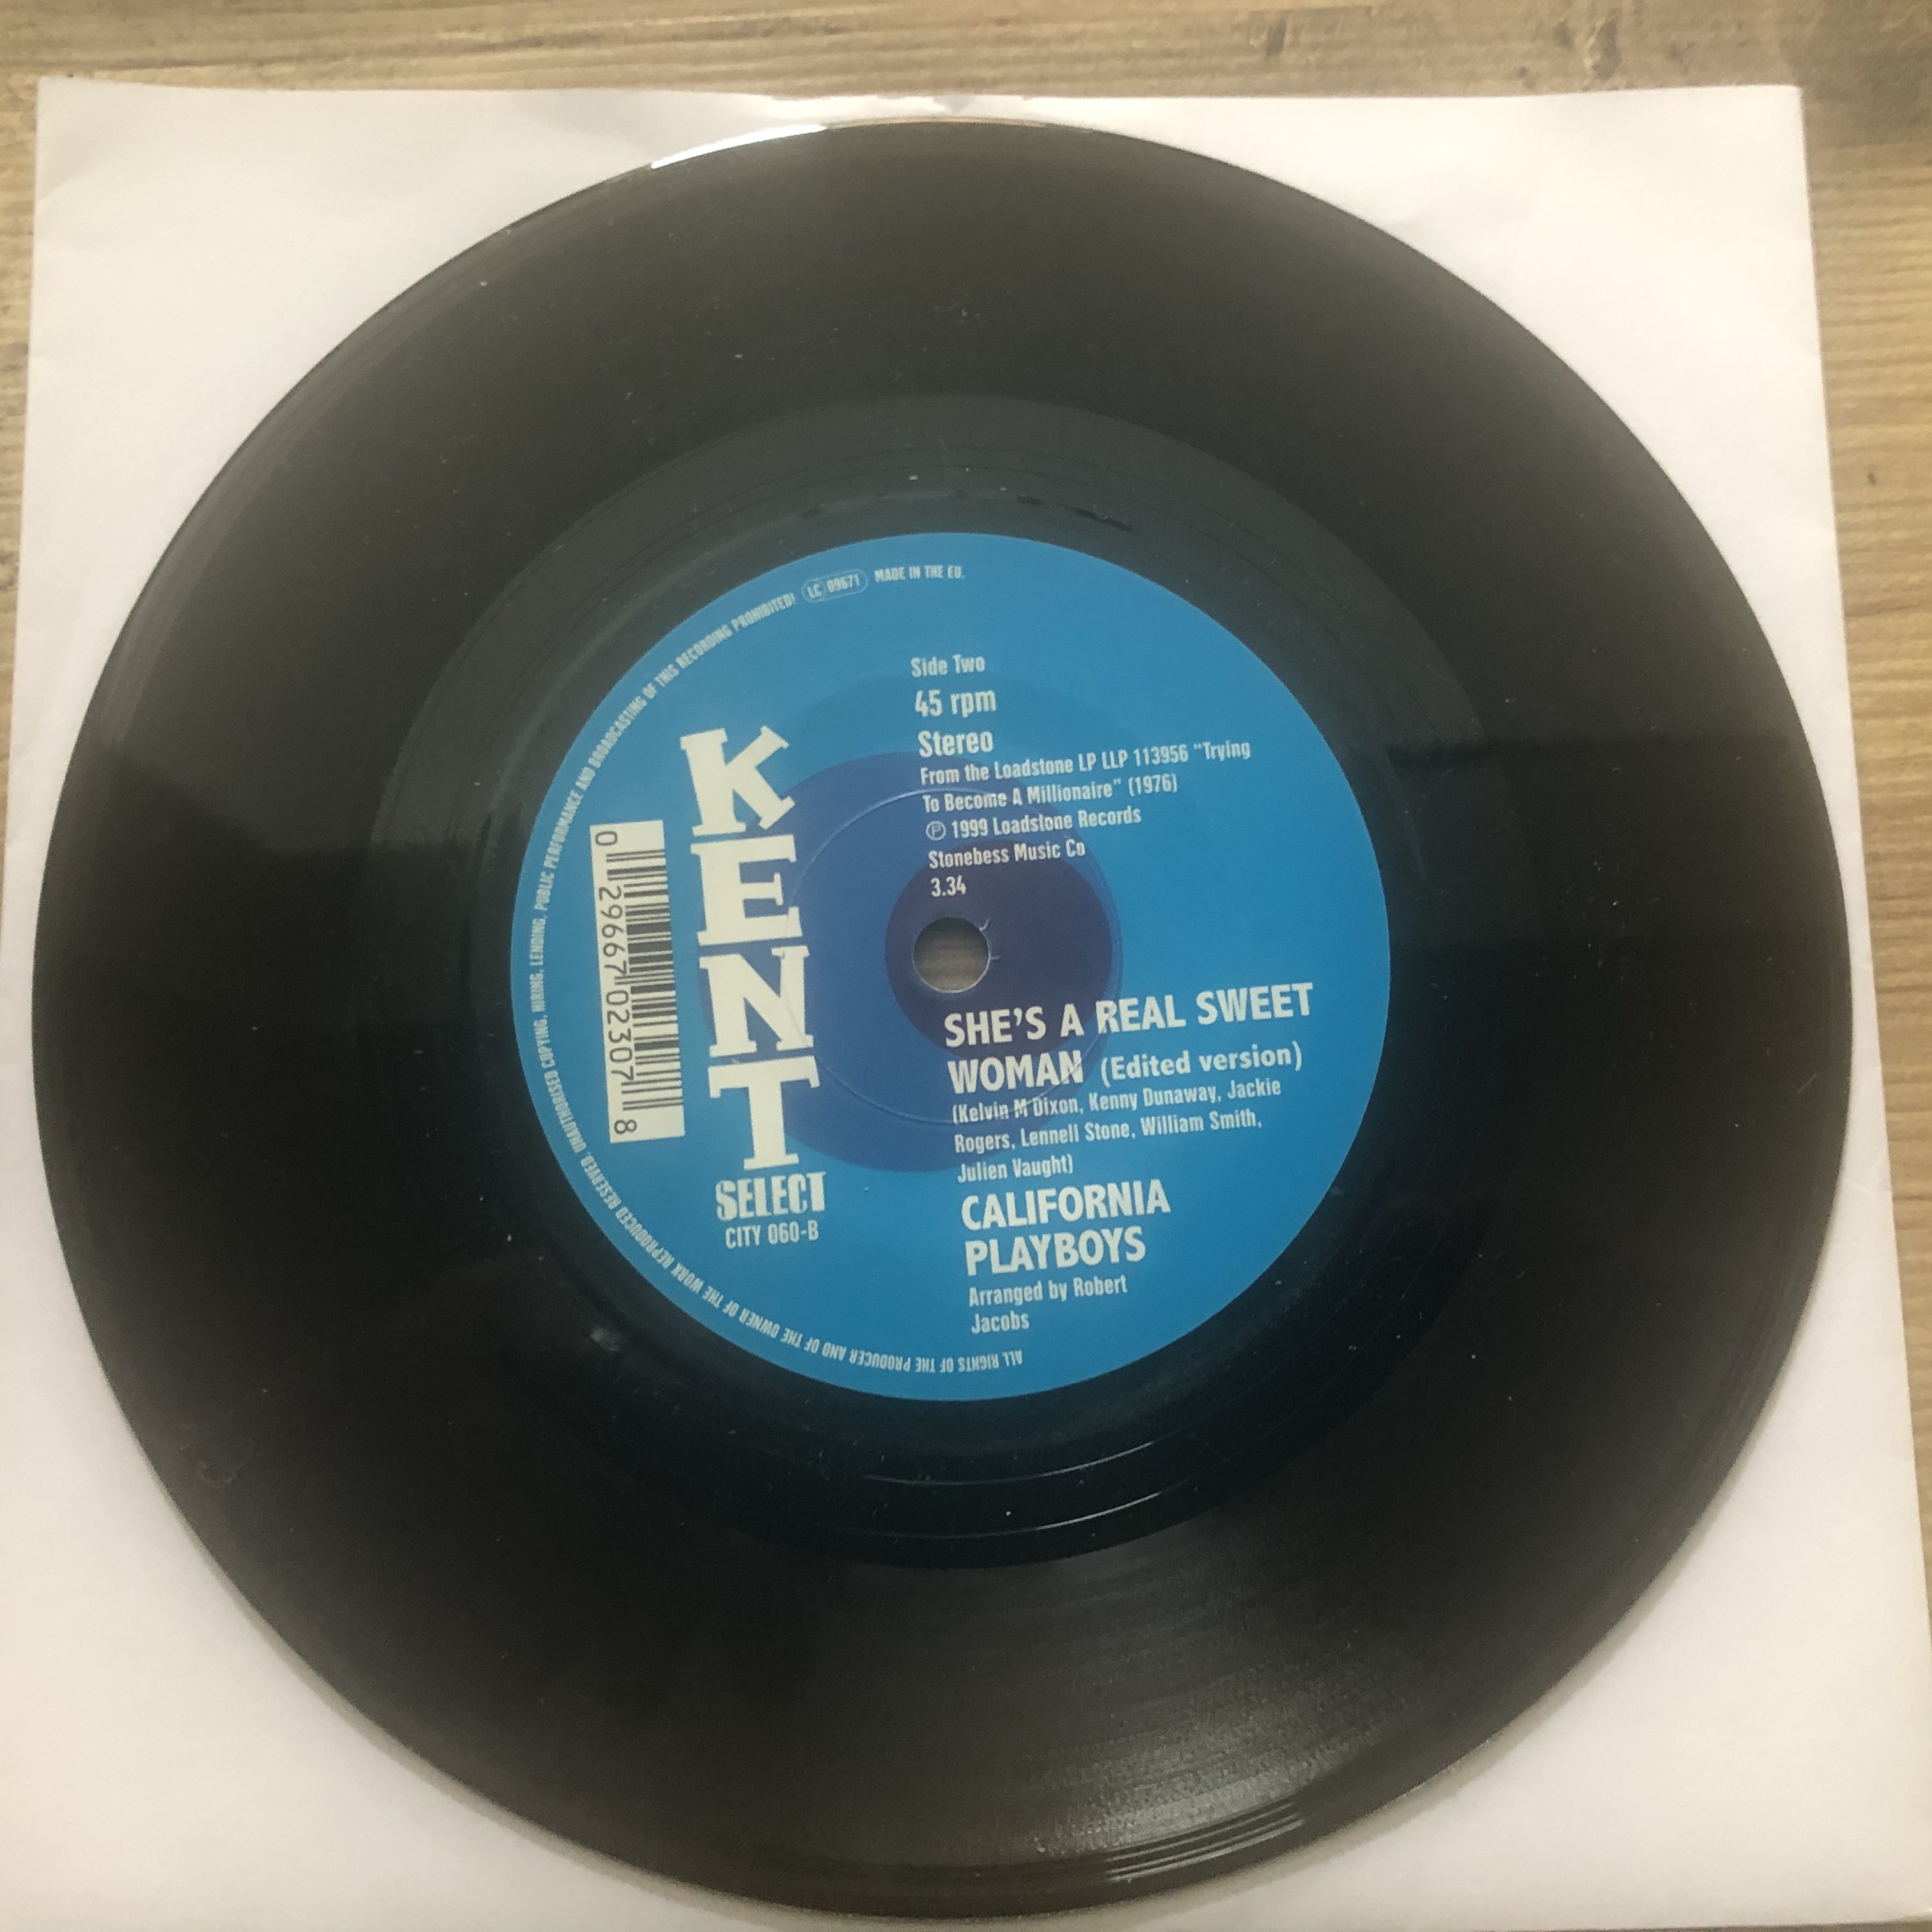 ALL RIGHTS OF THE PRODUCER AND OF THE OWNER OF THE WORK REPRODUCED RESERVED. UNAUTHORISED COPYING, HIRING, LENDING, PUBLIC PERFORMANCE AND BROADCASTING OF THIS RECORDING PROHIBITED! LC 09671 MADE IN THE EU.
Side Two
45 rpm
Stereo
From the Loadstone LP LLP 113956 "Trying
To Become A Millionaire" (1976)
℗ 1999 Loadstone Records
Stonebess Music Co
3.34
KENT
SELECT
CITY 060-B
0 29667 02307 8
SHE'S A REAL SWEET
WOMAN (Edited version)
(Kelvin M Dixon, Kenny Dunaway, Jackie
Rogers, Lennell Stone, William Smith,
Julien Vaught)
CALIFORNIA
PLAYBOYS
Arranged by Robert
Jacobs